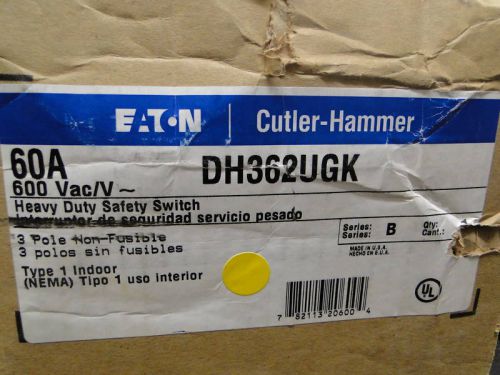 EATON
Cutler-Hammer
60A
DH362UGK
600 Vac/V ~
Heavy Duty Safety Switch
Interruptor de seguridad servicio pesado
3 Pole Non-Fusible
3 polos sin fusibles
Type 1 Indoor
(NEMA) Tipo 1 uso interior
Series: B Qty:
Series: Cant.:
MADE IN U.S.A.
HECHO EN E.U.A.
UL
7 82113 20600 4